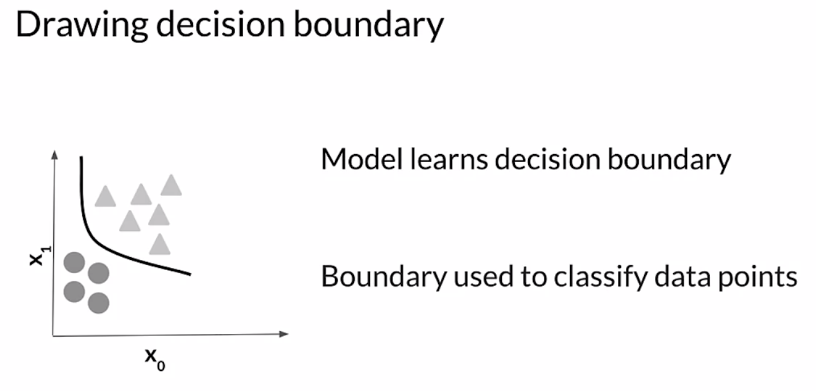 Drawing decision boundary
Model learns decision boundary
x1
Boundary used to classify data points
x0